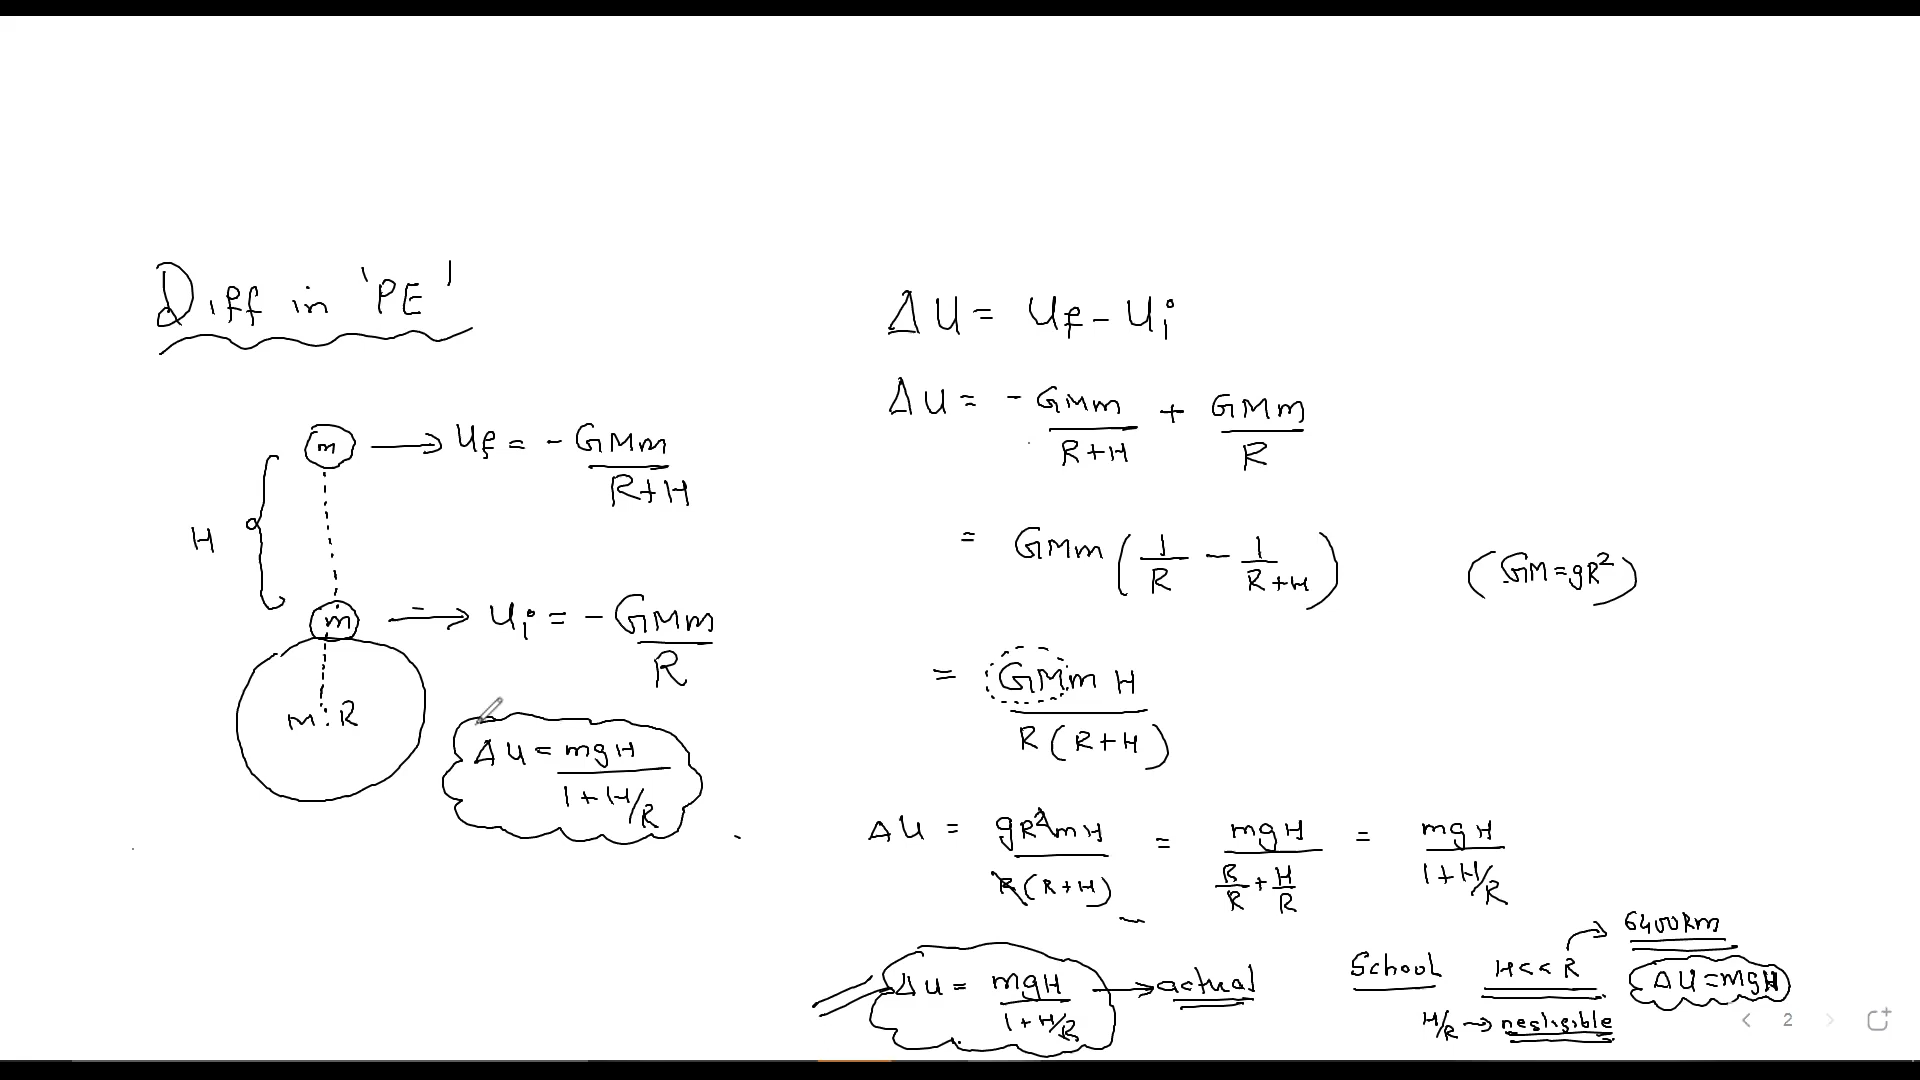 Diff in 'PE'
m → Uf = - GMm / R+H
H
m → Ui = - GMm / R
m : R
ΔU = mgH / 1 + H/R
ΔU = Uf - Ui
ΔU = - GMm / R+H + GMm / R
= GMm ( 1/R - 1/R+H ) (GM=gR²)
= GMm H / R (R+H)
ΔU = gR²mH / R(R+H) = mgH / R/R + H/R = mgH / 1 + H/R
ΔU = mgH / 1 + H/R → actual
School H<<R → 6400km
ΔU = mgH
H/R → negligible
2